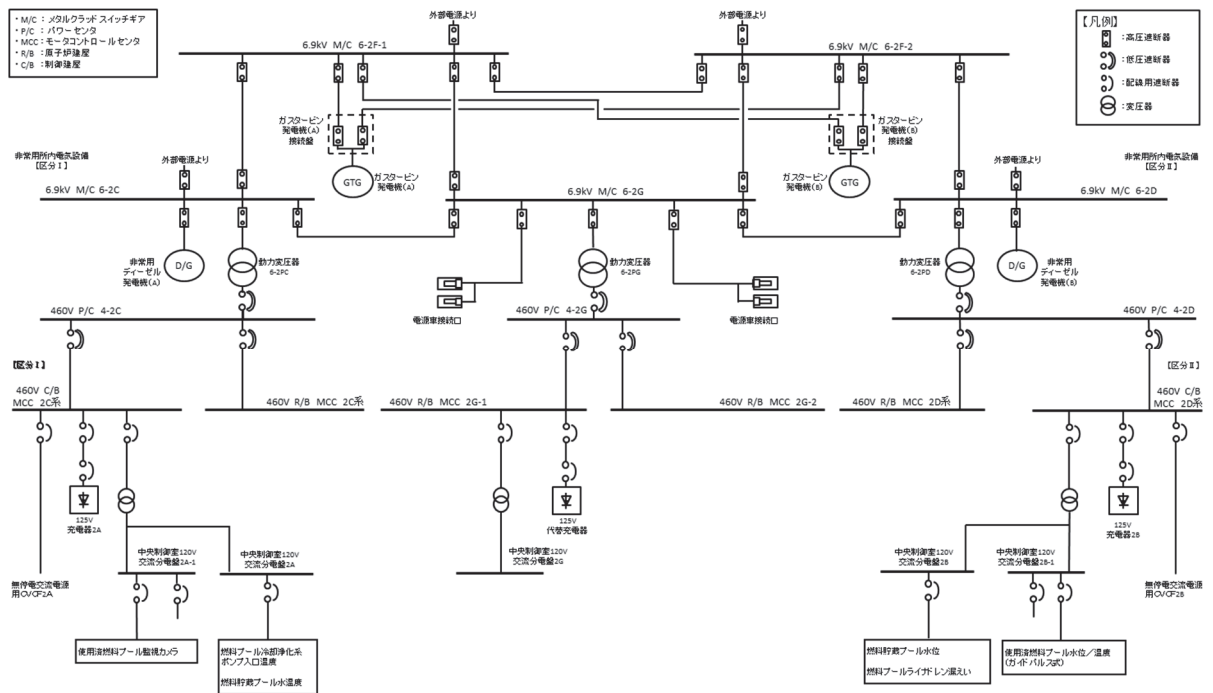 ・M/C : メタルクラッド スイッチギア
・P/C : パワーセンタ
・MCC : モータコントロールセンタ
・R/B : 原子炉建屋
・C/B : 制御建屋
外部電源より
外部電源より
【凡例】
:高圧遮断器
:低圧遮断器
:配線用遮断器
:変圧器
6.9kV M/C 6-2F-1
6.9kV M/C 6-2F-2
ガスタービン
発電機(A)
接続盤
ガスタービン
発電機(B)
接続盤
非常用所内電気設備
【区分Ⅰ】
外部電源より
GTG
ガスタービン
発電機(A)
ガスタービン
発電機(B)
GTG
外部電源より
非常用所内電気設備
【区分Ⅱ】
6.9kV M/C 6-2C
6.9kV M/C 6-2G
6.9kV M/C 6-2D
D/G
非常用
ディーゼル
発電機(A)
動力変圧器
6-2PC
動力変圧器
6-2PG
動力変圧器
6-2PD
D/G
非常用
ディーゼル
発電機(B)
電源車接続口
電源車接続口
460V P/C 4-2C
460V P/C 4-2G
460V P/C 4-2D
【区分Ⅰ】
【区分Ⅱ】
460V C/B
MCC 2C系
460V R/B MCC 2C系
460V R/B MCC 2G-1
460V R/B MCC 2G-2
460V R/B MCC 2D系
460V C/B
MCC 2D系
125V
充電器2A
125V
代替充電器
125V
充電器2B
中央制御室120V
交流分電盤2A-1
中央制御室120V
交流分電盤2A
中央制御室120V
交流分電盤2G
中央制御室120V
交流分電盤2B
中央制御室120V
交流分電盤2B-1
無停電交流電源
用CVCF2A
無停電交流電源
用CVCF2B
使用済燃料プール監視カメラ
燃料プール冷却浄化系
ポンプ入口温度
燃料貯蔵プール水温度
燃料貯蔵プール水位
燃料プールライナドレン漏えい
使用済燃料プール水位/温度
(ガイドパルス式)